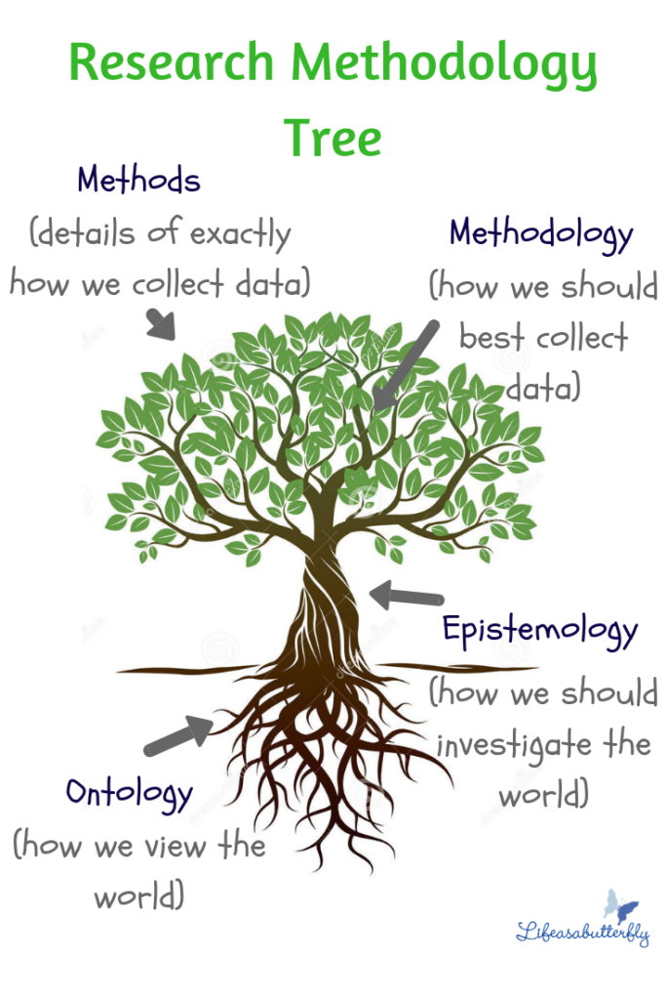 Research Methodology
Tree
Methods
(details of exactly
how we collect data)
Methodology
(how we should
best collect
data)
Epistemology
(how we should
investigate the
world)
Ontology
(how we view the
world)
Lifeasabutterfly